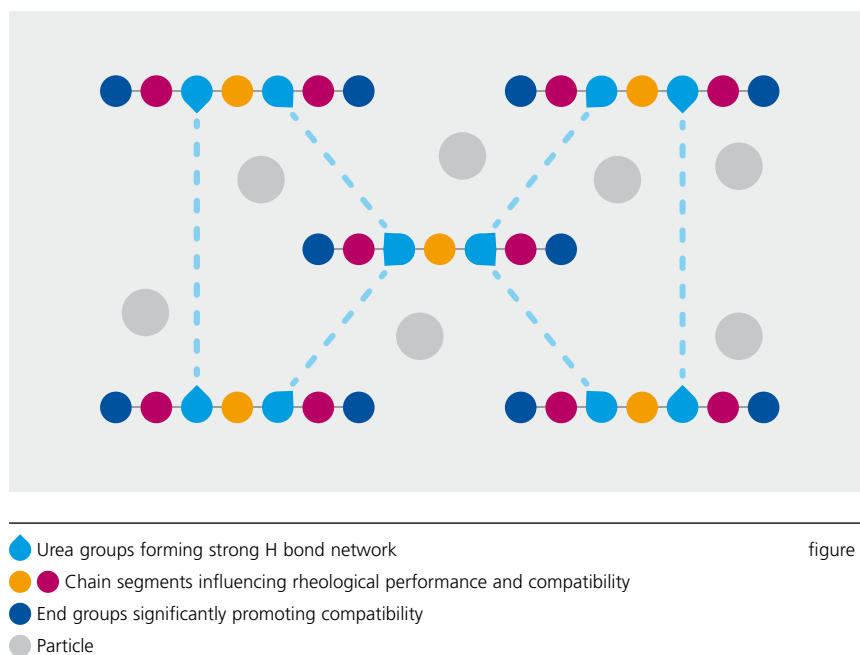 Urea groups forming strong H bond network
figure
Chain segments influencing rheological performance and compatibility
End groups significantly promoting compatibility
Particle